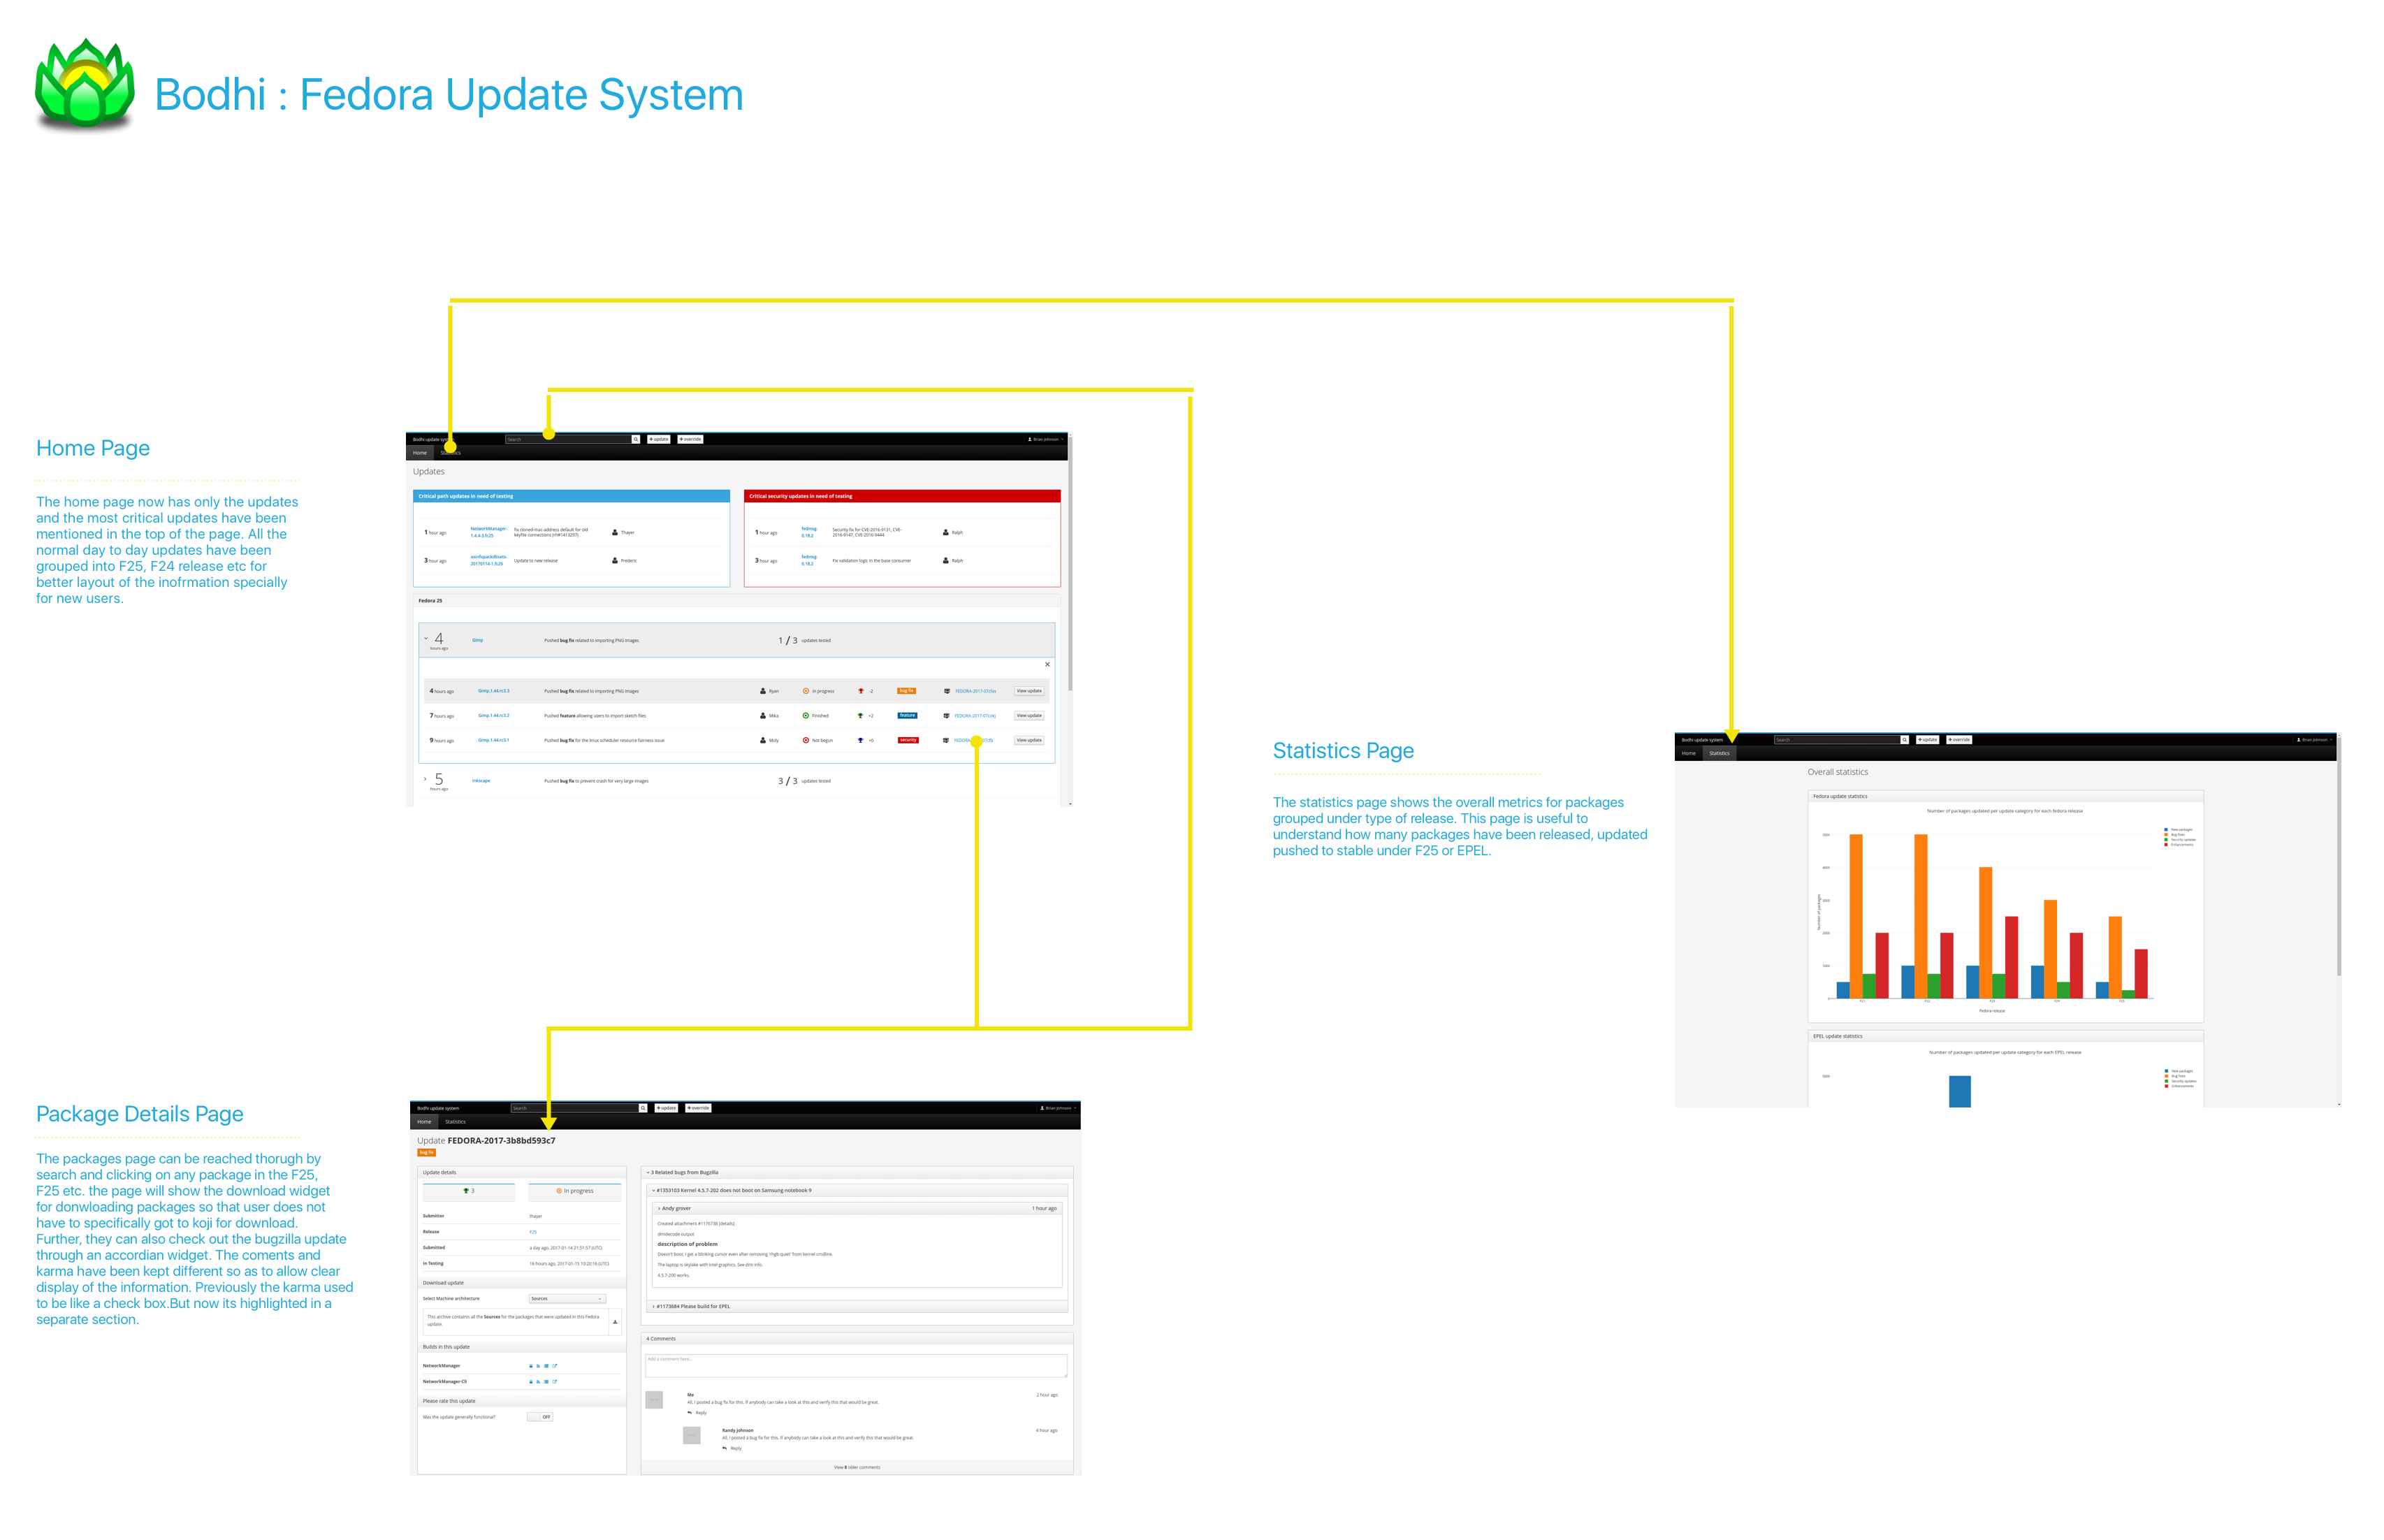 Bodhi : Fedora Update System
Home Page
The home page now has only the updates
and the most critical updates have been
mentioned in the top of the page. All the
normal day to day updates have been
grouped into F25, F24 release etc for
better layout of the inofrmation specially
for new users.
Bodhi update
Search
+update
+override
Brian Johnson
Home
Updates
Critical path updates in need of testing
1 hour ago
NetworkManager-
1.4.4-3.fc25
fix cloned-mac-address default for old
keyfile connections (rh#1413297)
Thayer
3 hour ago
Update to new release
Frederic
Critical security updates in need of testing
1 hour ago
fedmsg-
0.18.2
Security fix for CVE-2016-9131, CVE-
2016-9147, CVE-2016-9444
Ralph
3 hour ago
fedmsg-
0.18.2
Fix validation logic in the base consumer
Ralph
Fedora 25
4
hours ago
Gimp
Pushed bug fix related to importing PNG images
1 / 3 updates tested
4 hours ago
Gimp.1.44.rc3.3
Pushed bug fix related to importing PNG images
Ryan
In progress
-2
bug fix
View update
7 hours ago
Gimp.1.44.rc3.2
Pushed feature allowing users to import sketch files
Mika
Finished
+2
feature
View update
9 hours ago
Gimp.1.44.rc3.1
Pushed bug fix for the linux scheduler resource fairness issue
Moly
Not begun
+0
security
View update
5
hours ago
Inkscape
Pushed bug fix to prevent crash for very large images
3 / 3 updates tested
Statistics Page
The statistics page shows the overall metrics for packages
grouped under type of release. This page is useful to
understand how many packages have been released, updated
pushed to stable under F25 or EPEL.
Bodhi update system
Search
+update
+override
Brian Johnson
Home
Statistics
Overall statistics
Fedora update statistics
Number of packages updated per update category for each fedora release
New packages
Bug fixes
Security updates
Enhancements
Number of packages
5000
4000
3000
2000
1000
0
F21
F22
F23
F24
F25
Fedora release
EPEL update statistics
Number of packages updated per update category for each EPEL release
New packages
Bug fixes
Security updates
Enhancements
5000
Package Details Page
The packages page can be reached thorugh by
search and clicking on any package in the F25,
F25 etc. the page will show the download widget
for donwloading packages so that user does not
have to specifically got to koji for download.
Further, they can also check out the bugzilla update
through an accordian widget. The coments and
karma have been kept different so as to allow clear
display of the information. Previously the karma used
to be like a check box.But now its highlighted in a
separate section.
Bodhi update system
Search
+update
+override
Brian Johnson
Home
Statistics
Update FEDORA-2017-3b8bd593c7
bug fix
Update details
3
In progress
Submitter
thayer
Release
F25
Submitted
a day ago, 2017-01-14 21:51:57 (UTC)
In Testing
16 hours ago, 2017-01-15 10:20:16 (UTC)
Download update
Select Machine architecture
Sources
This archive contains all the Sources for the packages that were updated in this Fedora
update.
Builds in this update
NetworkManager
NetworkManager-Cli
Please rate this update
Was the update generally functional?
OFF
3 Related bugs from Bugzilla
#1353103 Kernel 4.5.7-202 does not boot on Samsung notebook 9
Andy grover
1 hour ago
Created attachment #1176738 [details]
dmidecode output
description of problem
Doesn't boot, I get a blinking cursor even after removing 'rhgb quiet' from kernel cmdline.
The laptop is skylake with intel graphics. See dmi info.
4.5.7-200 works.
#1173684 Please build for EPEL
4 Comments
Add a comment here...
Me
2 hour ago
All, I posted a bug fix for this, If anybody can take a look at this and verify this that would be great.
Reply
Randy Johnson
4 hour ago
All, I posted a bug fix for this, If anybody can take a look at this and verify this that would be great.
Reply
View 8 older comments